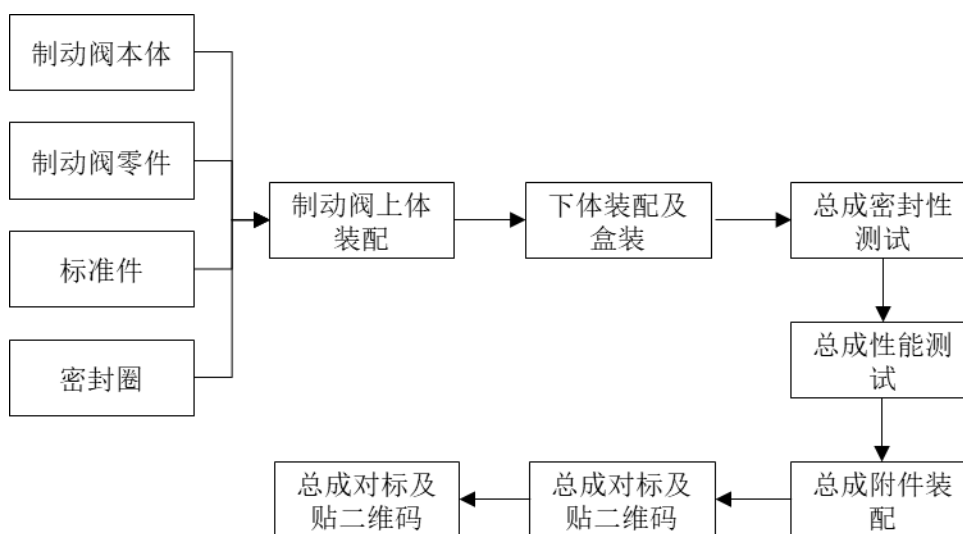 制动阀本体
制动阀零件
标准件
密封圈
制动阀上体
装配
下体装配及
盒装
总成密封性
测试
总成性能测
试
总成附件装
配
总成对标及
贴二维码
总成对标及
贴二维码